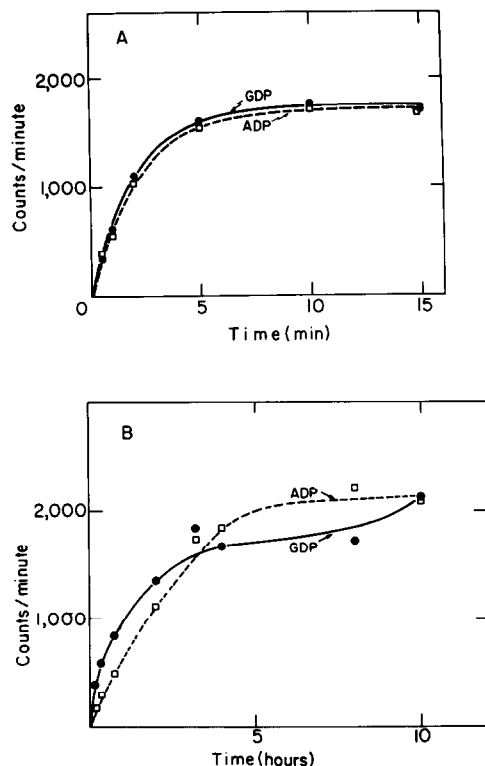 A
2,000
1,000
0
Counts/minute
GDP
ADP
5
10
15
Time (min)
B
2,000
1,000
Counts/minute
ADP
GDP
5
10
Time (hours)